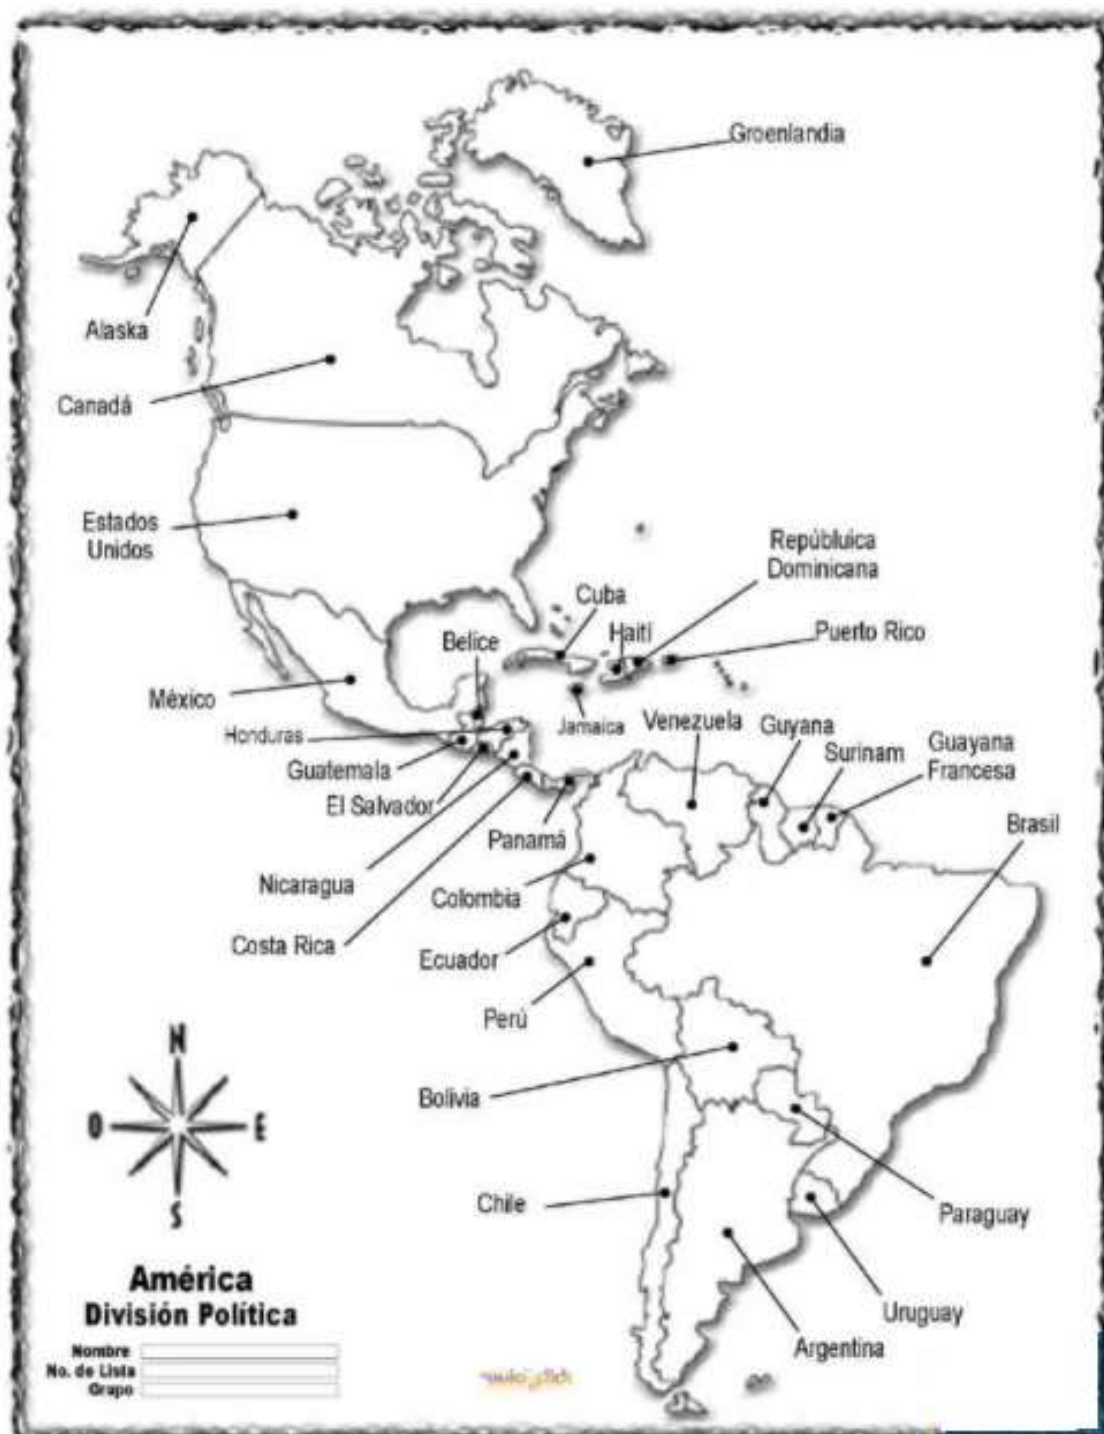 Groenlandia
Alaska
Canadá
Estados
Unidos
Repúbluica
Dominicana
Cuba
Haití
Puerto Rico
Belice
México
Honduras
Jamaica
Venezuela
Guyana
Surinam
Guayana
Francesa
Guatemala
El Salvador
Panamá
Brasil
Nicaragua
Colombia
Costa Rica
Ecuador
Perú
Bolivia
Chile
Paraguay
Uruguay
Argentina
N
O
E
S
América
División Política
Nombre
No. de Lista
Grupo